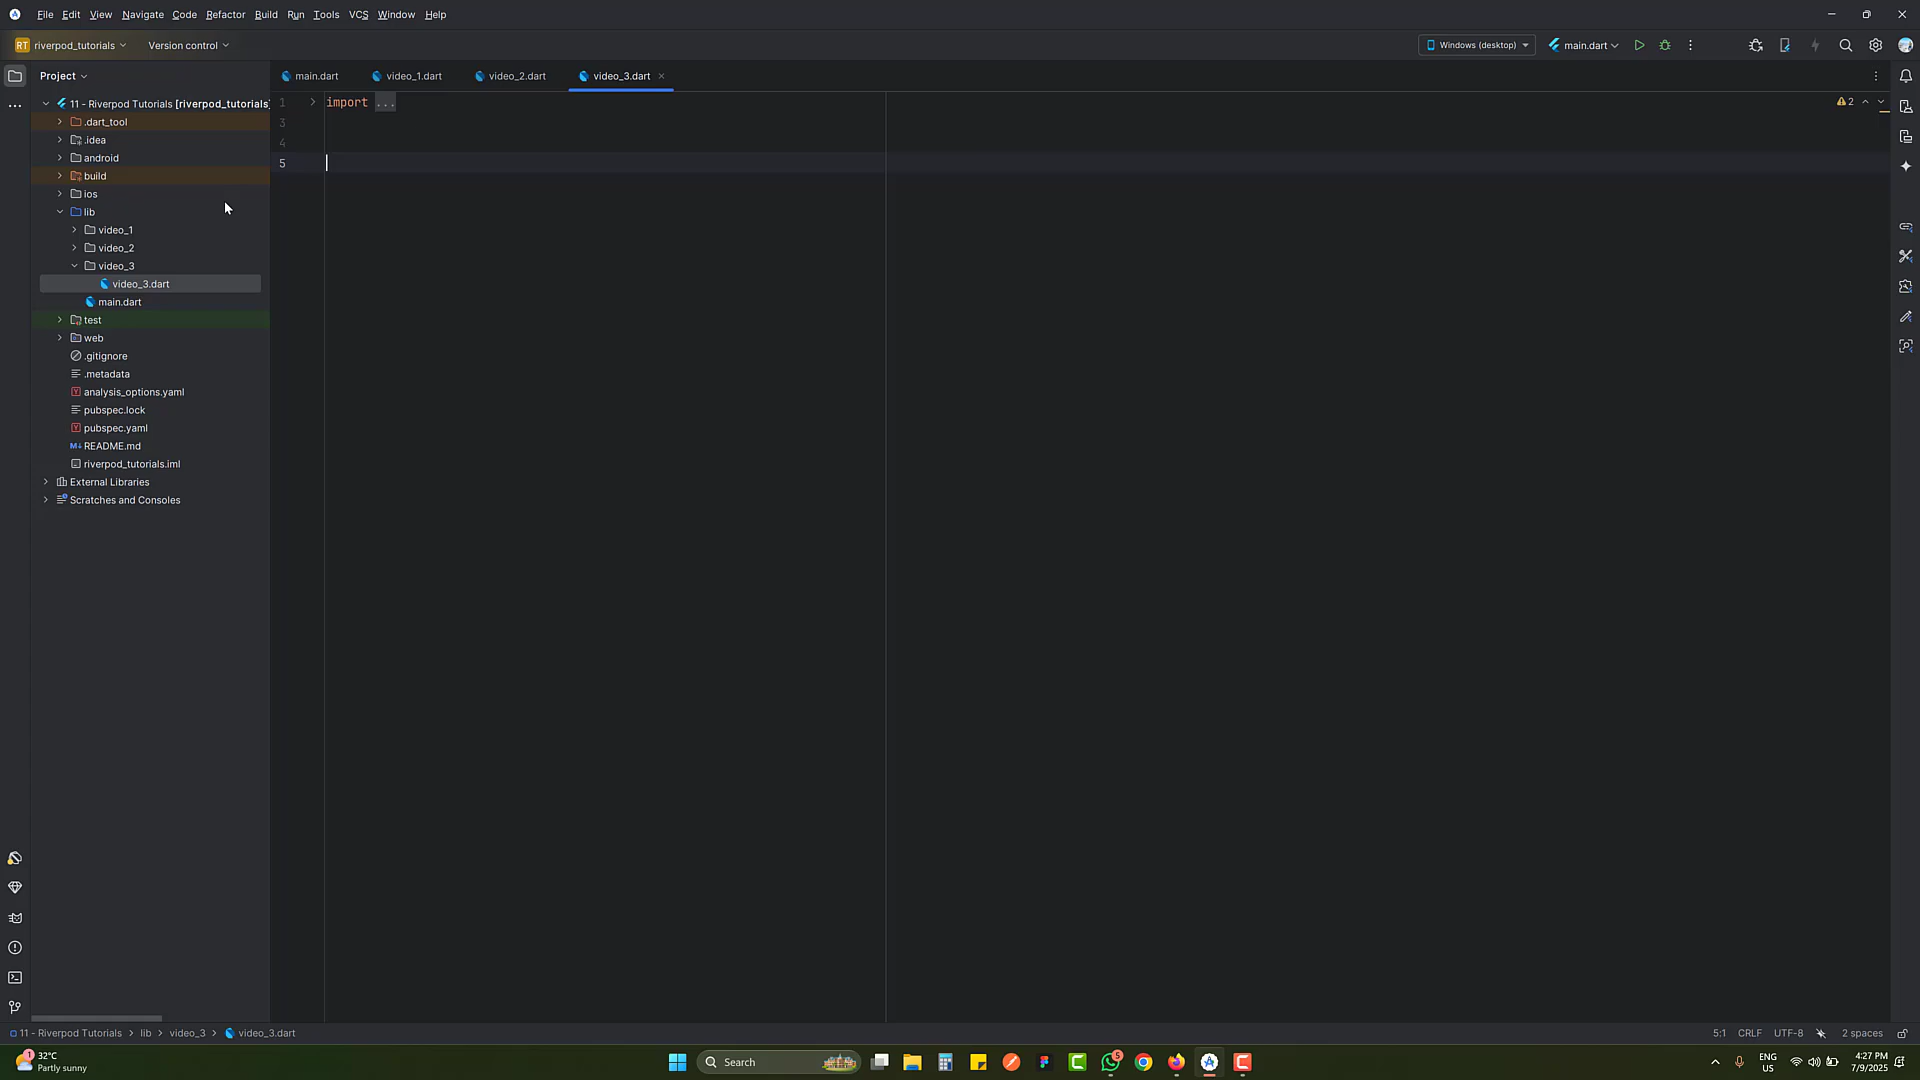 File Edit View Navigate Code Refactor Build Run Tools VCS Window Help
RT riverpod_tutorials Version control Windows (desktop) main.dart
Project
main.dart video_1.dart video_2.dart video_3.dart
11 - Riverpod Tutorials [riverpod_tutorials]
.dart_tool
.idea
android
build
ios
lib
video_1
video_2
video_3
video_3.dart
main.dart
test
web
.gitignore
.metadata
analysis_options.yaml
pubspec.lock
pubspec.yaml
README.md
riverpod_tutorials.iml
External Libraries
Scratches and Consoles
1 import ...
3
4
5
2
11 - Riverpod Tutorials > lib > video_3 > video_3.dart
5:1 CRLF UTF-8 2 spaces
1 32°C
Partly sunny
Search
5
ENG
US
4:27 PM
7/9/2025